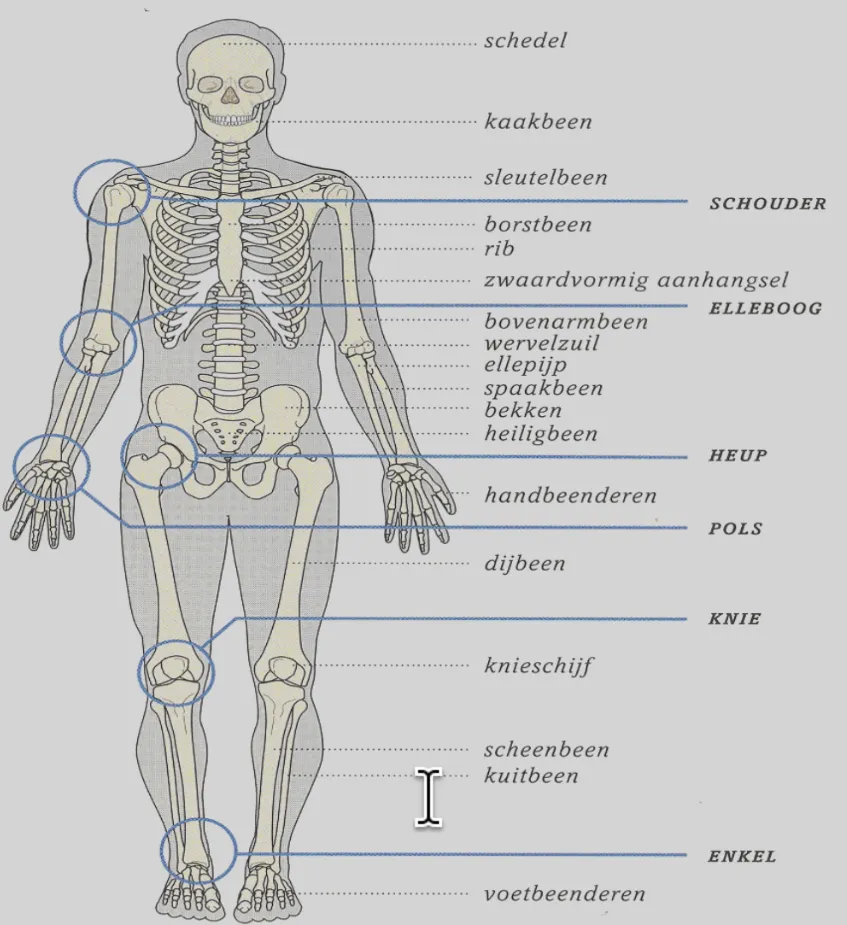 schedel
kaakbeen
sleutelbeen
SCHOUDER
borstbeen
rib
zwaardvormig aanhangsel
ELLEBOOG
bovenarmbeen
wervelzuil
ellepijp
spaakbeen
bekken
heiligbeen
HEUP
handbeenderen
POLS
dijbeen
KNIE
knieschijf
scheenbeen
kuitbeen
ENKEL
voetbeenderen